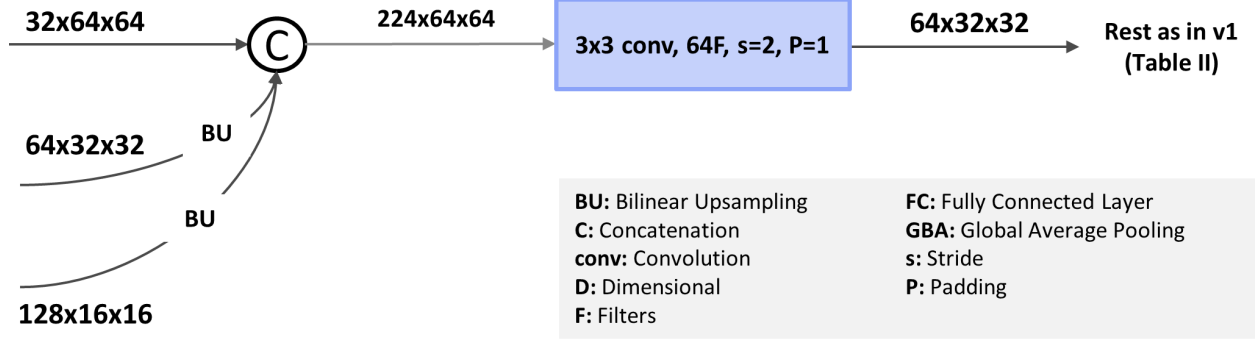 32x64x64
C
224x64x64
3x3 conv, 64F, s=2, P=1
64x32x32
Rest as in v1
(Table II)
64x32x32
BU
BU
128x16x16
BU: Bilinear Upsampling
C: Concatenation
conv: Convolution
D: Dimensional
F: Filters
FC: Fully Connected Layer
GBA: Global Average Pooling
s: Stride
P: Padding